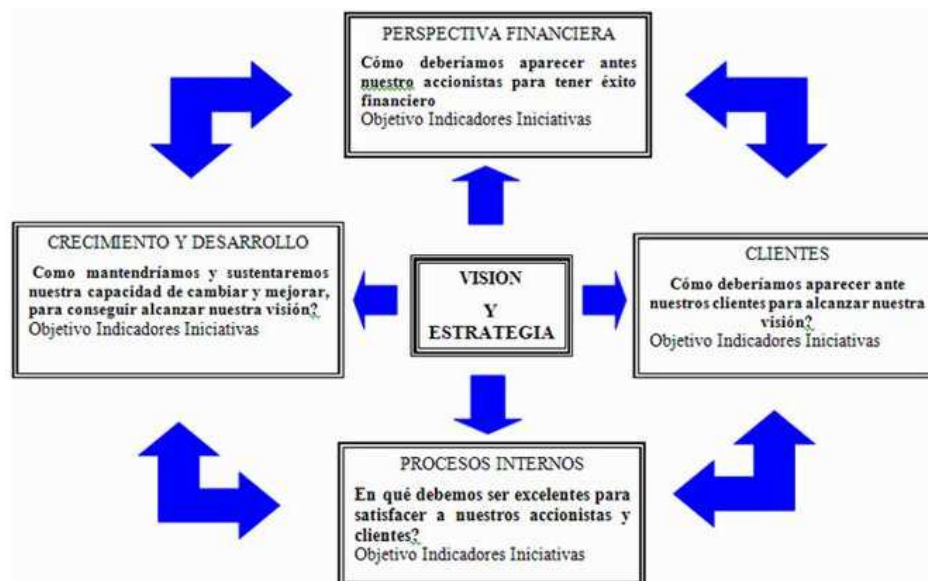 PERSPECTIVA FINANCIERA
Cómo deberíamos aparecer antes
nuestro accionistas para tener éxito
financiero
Objetivo Indicadores Iniciativas
CRECIMIENTO Y DESARROLLO
Como mantendríamos y sustentaremos
nuestra capacidad de cambiar y mejorar,
para conseguir alcanzar nuestra visión?
Objetivo Indicadores Iniciativas
VISIÓN
Y
ESTRATEGIA
CLIENTES
Cómo deberíamos aparecer ante
nuestros clientes para alcanzar nuestra
visión?
Objetivo Indicadores Iniciativas
PROCESOS INTERNOS
En qué debemos ser excelentes para
satisfacer a nuestros accionistas y
clientes?
Objetivo Indicadores Iniciativas